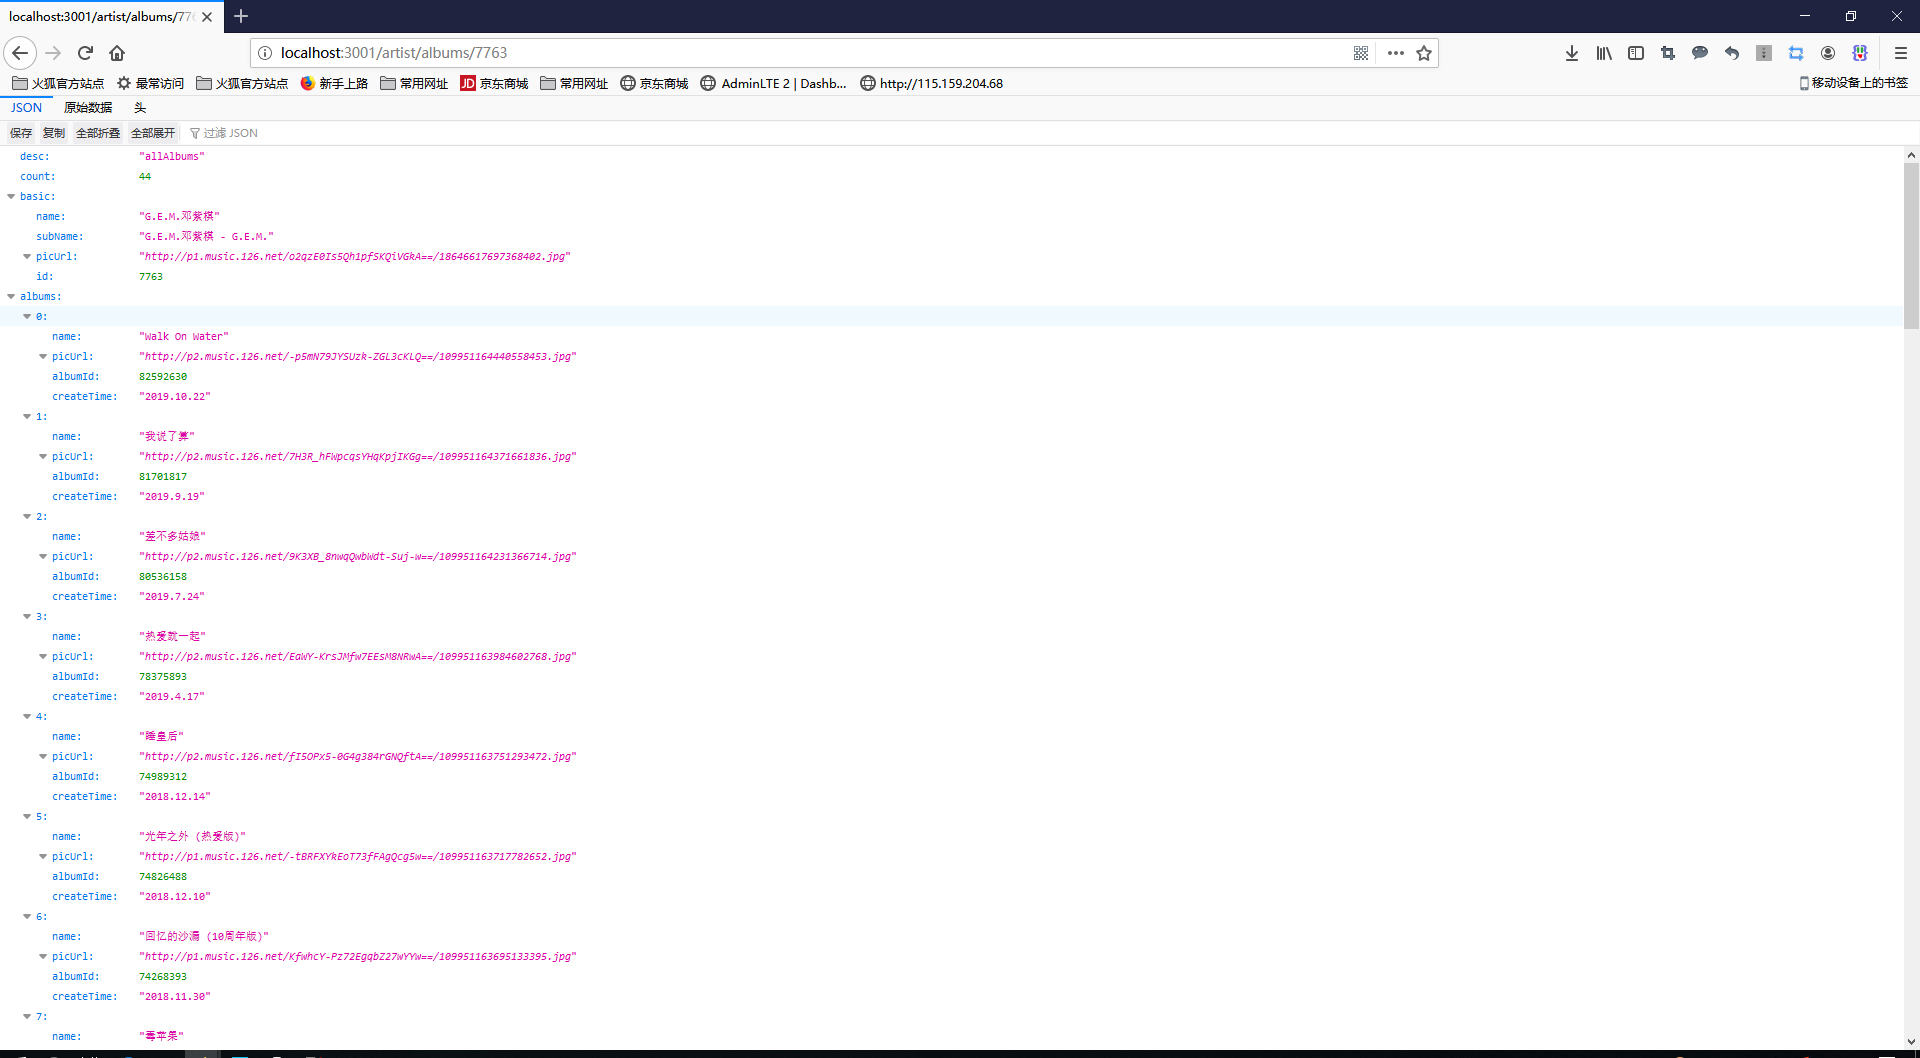 localhost:3001/artist/albums/776
localhost:3001/artist/albums/7763
火狐官方站点 最常访问 火狐官方站点 新手上路 常用网址 JD 京东商城 常用网址 京东商城 AdminLTE 2 | Dashb... http://115.159.204.68 移动设备上的书签
JSON 原始数据 头
保存 复制 全部折叠 全部展开 过滤 JSON
desc: "allAlbums"
count: 44
basic:
name: "G.E.M.邓紫棋"
subName: "G.E.M.邓紫棋 - G.E.M."
picUrl: "http://p1.music.126.net/o2qzE0Is5Qh1pfSKQiVGkA==/18646617697368402.jpg"
id: 7763
albums:
0:
name: "Walk On Water"
picUrl: "http://p2.music.126.net/-p5mN79JYSUzk-ZGL3cKLQ==/109951164440558453.jpg"
albumId: 82592630
createTime: "2019.10.22"
1:
name: "我说了算"
picUrl: "http://p2.music.126.net/7H3R_hFWpcqsYHqKpjIKGg==/109951164371661836.jpg"
albumId: 81701817
createTime: "2019.9.19"
2:
name: "差不多姑娘"
picUrl: "http://p2.music.126.net/9K3XB_8nwqQwbWdt-Suj-w==/109951164231366714.jpg"
albumId: 80536158
createTime: "2019.7.24"
3:
name: "热爱就一起"
picUrl: "http://p2.music.126.net/EaWY-KrsJMfw7EEsM8NRwA==/109951163984602768.jpg"
albumId: 78375893
createTime: "2019.4.17"
4:
name: "睡皇后"
picUrl: "http://p2.music.126.net/fI5OPx5-0G4g384rGNQftA==/109951163751293472.jpg"
albumId: 74989312
createTime: "2018.12.14"
5:
name: "光年之外 (热爱版)"
picUrl: "http://p1.music.126.net/-tBRFXYkEoT73fFAgQcg5w==/109951163717782652.jpg"
albumId: 74826488
createTime: "2018.12.10"
6:
name: "回忆的沙漏 (10周年版)"
picUrl: "http://p1.music.126.net/KfwhcY-Pz72EgqbZ27wYYw==/109951163695133395.jpg"
albumId: 74268393
createTime: "2018.11.30"
7:
name: "毒苹果"